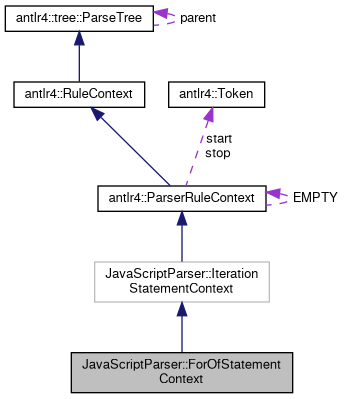 antlr4::tree::ParseTree
parent
antlr4::RuleContext
antlr4::Token
start
stop
antlr4::ParserRuleContext
EMPTY
JavaScriptParser::Iteration
StatementContext
JavaScriptParser::ForOfStatement
Context